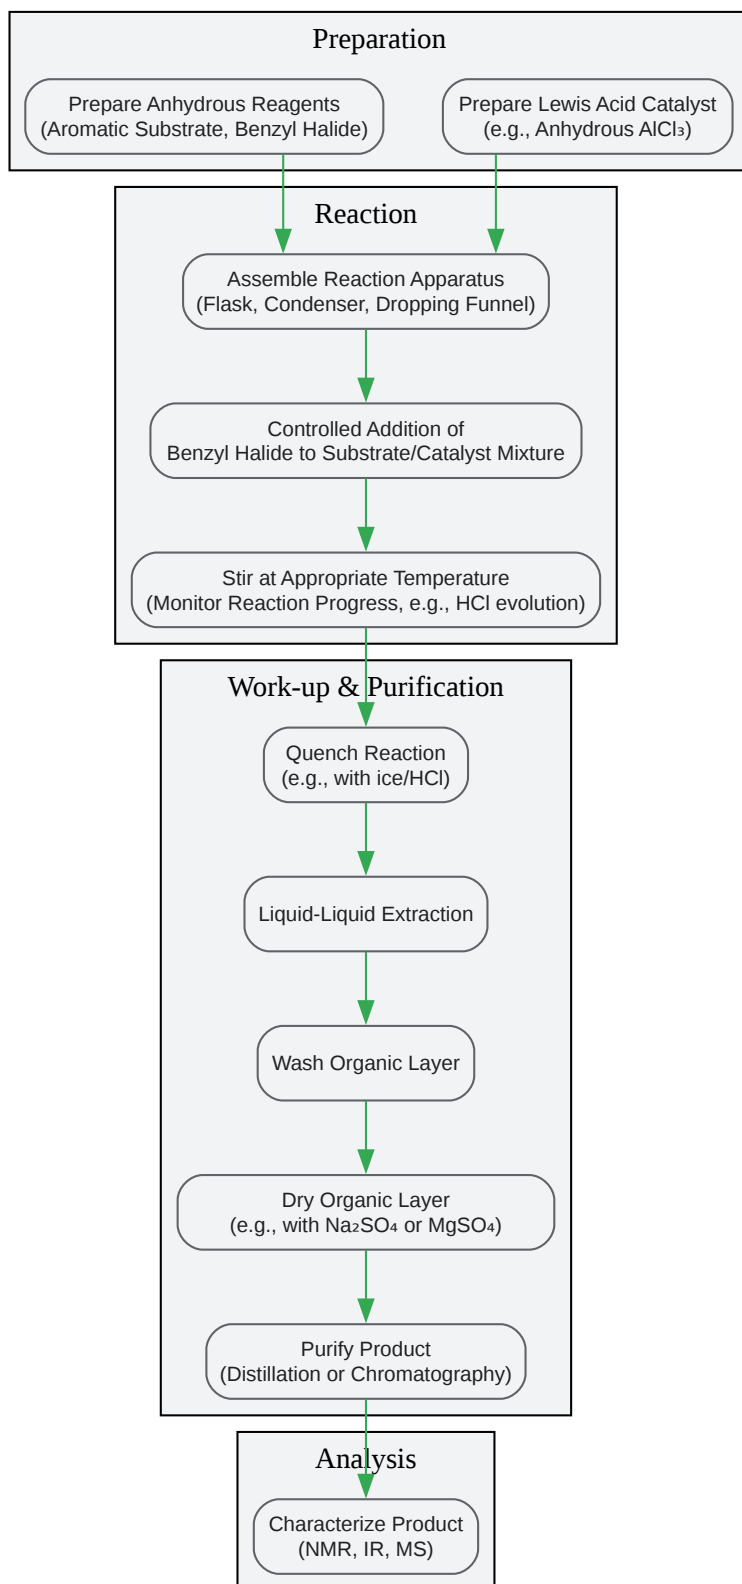 Preparation
Prepare Anhydrous Reagents
(Aromatic Substrate, Benzyl Halide)
Prepare Lewis Acid Catalyst
(e.g., Anhydrous AlCl₃)
Reaction
Assemble Reaction Apparatus
(Flask, Condenser, Dropping Funnel)
Controlled Addition of
Benzyl Halide to Substrate/Catalyst Mixture
Stir at Appropriate Temperature
(Monitor Reaction Progress, e.g., HCl evolution)
Work-up & Purification
Quench Reaction
(e.g., with ice/HCl)
Liquid-Liquid Extraction
Wash Organic Layer
Dry Organic Layer
(e.g., with Na₂SO₄ or MgSO₄)
Purify Product
(Distillation or Chromatography)
Analysis
Characterize Product
(NMR, IR, MS)